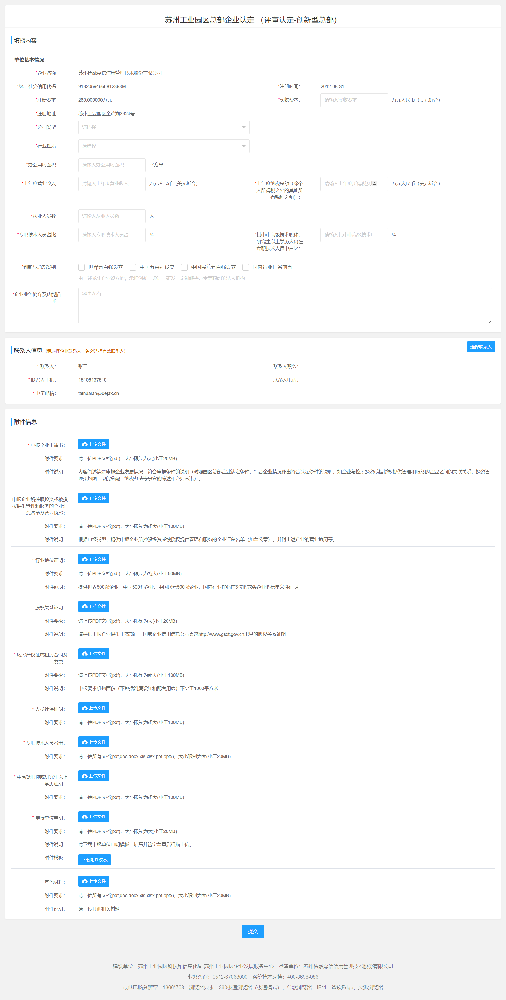 苏州工业园区总部企业认定 （评审认定-创新型总部）
填报内容
单位基本情况
*企业名称： 苏州德融嘉信信用管理技术股份有限公司
*统一社会信用代码： 91320594666812398M *注册时间： 2012-08-31
*注册资本： 280.000000万元 *实收资本： 请输入实收资本 万元人民币（美元折合）
*注册地址： 苏州工业园区金鸡湖2324号
*公司类型： 请选择
*行业性质： 请选择
*办公用房面积： 请输入办公用房面积 平方米
*上年度营业收入： 请输入上年度营业收入 万元人民币（美元折合） *上年度纳税总额（除个 请输入上年度所得税及 万元人民币（美元折合）
人所得税之外的其他所
有税种之和）：
*从业人员数： 请输入从业人员数 人
*专职技术人员占比： 请输入专职技术人员占 % *其中中高级技术职称、 请输入其中中高级技术 %
研究生以上学历人员在
专职技术人员中占比：
*创新型总部类别： 世界五百强设立 中国五百强设立 中国民营五百强设立 国内行业排名前五
由上述龙头企业设立的，承担创新、设计、研发、定制解决方案等职能的法人机构
*企业业务简介及功能描 50字左右
述：
联系人信息 (请选择企业联系人，务必选择有效联系人) 选择联系人
* 联系人： 张三 联系人职务：
* 联系人手机： 15106137519 联系人电话：
* 电子邮箱： taihualan@dejax.cn
附件信息
* 申报企业申请书： 上传文件
附件要求： 请上传PDF文档(pdf)，大小限制为大(小于20MB)
附件说明： 内容阐述清楚申报企业发展情况、符合申报条件的说明（对照园区总部企业认定条件，结合企业情况作出符合认定条件的说明，如企业与控股投资或被授权提供管理和服务的企业之间的关联关系、投资管
理架构图、职能分配、纳税办法等事宜的陈述和必要承诺）。
申报企业所控股投资或被授 上传文件
权提供管理和服务的企业汇
总名单及营业执照：
附件要求： 请上传PDF文档(pdf)，大小限制为超大(小于100MB)
附件说明： 根据申报类型，提供申报企业所控股投资或被授权提供管理和服务的企业汇总名单（加盖公章），并附上述企业的营业执照等。
* 行业地位证明： 上传文件
附件要求： 请上传PDF文档(pdf)，大小限制为特大(小于50MB)
附件说明： 提供世界500强企业、中国500强企业、中国民营500强企业、国内行业排名前5位的龙头企业的榜单文件证明
股权关系证明： 上传文件
附件要求： 请上传PDF文档(pdf)，大小限制为大(小于20MB)
附件说明： 请提供申报企业提供工商部门、国家企业信用信息公示系统http://www.gsxt.gov.cn出具的股权关系证明
* 房屋产权证或租房合同及 上传文件
发票：
附件要求： 请上传PDF文档(pdf)，大小限制为超大(小于100MB)
附件说明： 申报要求机构面积（不包括附属设施和配套用房）不少于1000平方米
* 人员社保证明： 上传文件
附件要求： 请上传PDF文档(pdf)，大小限制为超大(小于100MB)
* 专职技术人员名册： 上传文件
附件要求： 请上传所有文档(pdf,doc,docx,xls,xlsx,ppt,pptx)，大小限制为大(小于20MB)
* 中高级职称或研究生以上 上传文件
学历证明：
附件要求： 请上传PDF文档(pdf)，大小限制为超大(小于100MB)
* 申报单位申明： 上传文件
附件要求： 请上传PDF文档(pdf)，大小限制为大(小于20MB)
附件说明： 请下载申报单位申明模板，填写并签字盖章后扫描上传。
附件模板： 下载附件模板
其他材料： 上传文件
附件要求： 请上传所有文档(pdf,doc,docx,xls,xlsx,ppt,pptx)，大小限制为大(小于20MB)
附件说明： 请上传其他相关材料
提交
建设单位：苏州工业园区科技和信息化局 苏州工业园区企业发展服务中心 承建单位：苏州德融嘉信信用管理技术股份有限公司
业务咨询：0512-67068000 系统技术支持：400-8696-086
最低电脑分辨率：1366*768 浏览器要求：360极速浏览器（极速模式）、谷歌浏览器、IE11、微软Edge、火狐浏览器